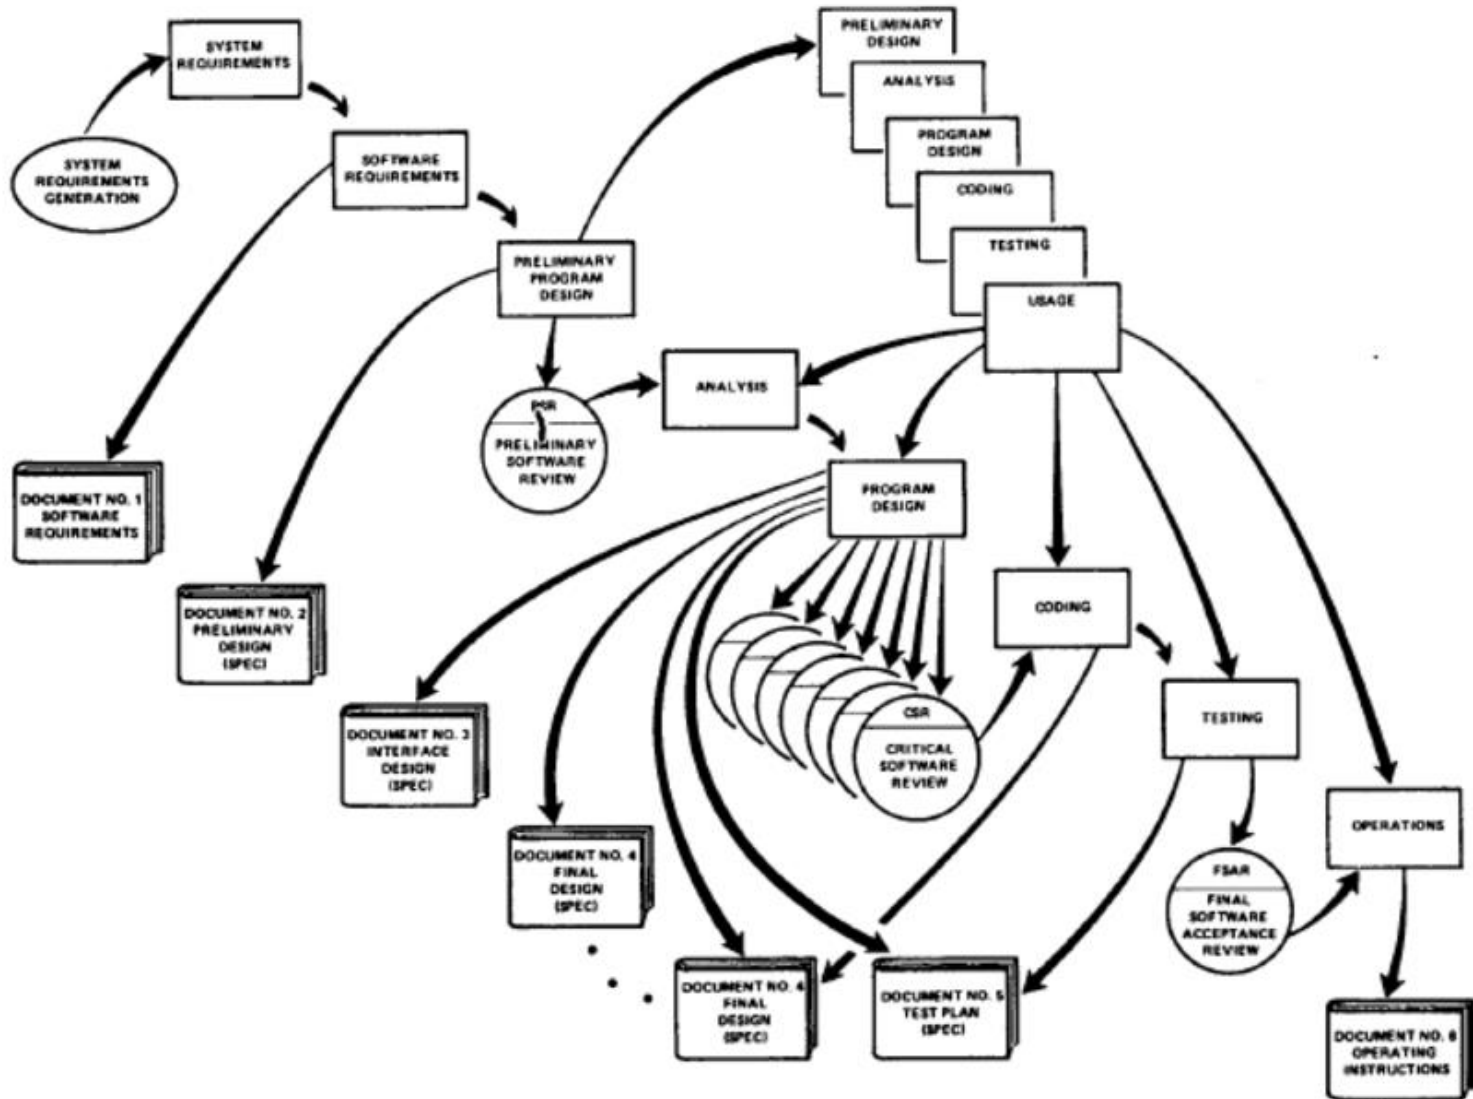 SYSTEM
REQUIREMENTS
SYSTEM
REQUIREMENTS
GENERATION
SOFTWARE
REQUIREMENTS
PRELIMINARY
PROGRAM
DESIGN
PRELIMINARY
DESIGN
ANALYSIS
PROGRAM
DESIGN
CODING
TESTING
USAGE
PSR
PRELIMINARY
SOFTWARE
REVIEW
ANALYSIS
PROGRAM
DESIGN
CSR
CRITICAL
SOFTWARE
REVIEW
CODING
TESTING
FSAR
FINAL
SOFTWARE
ACCEPTANCE
REVIEW
OPERATIONS
DOCUMENT NO. 1
SOFTWARE
REQUIREMENTS
DOCUMENT NO. 2
PRELIMINARY
DESIGN
(SPEC)
DOCUMENT NO. 3
INTERFACE
DESIGN
(SPEC)
DOCUMENT NO. 4
FINAL
DESIGN
(SPEC)
DOCUMENT NO. 4
FINAL
DESIGN
(SPEC)
DOCUMENT NO. 5
TEST PLAN
(SPEC)
DOCUMENT NO. 6
OPERATING
INSTRUCTIONS